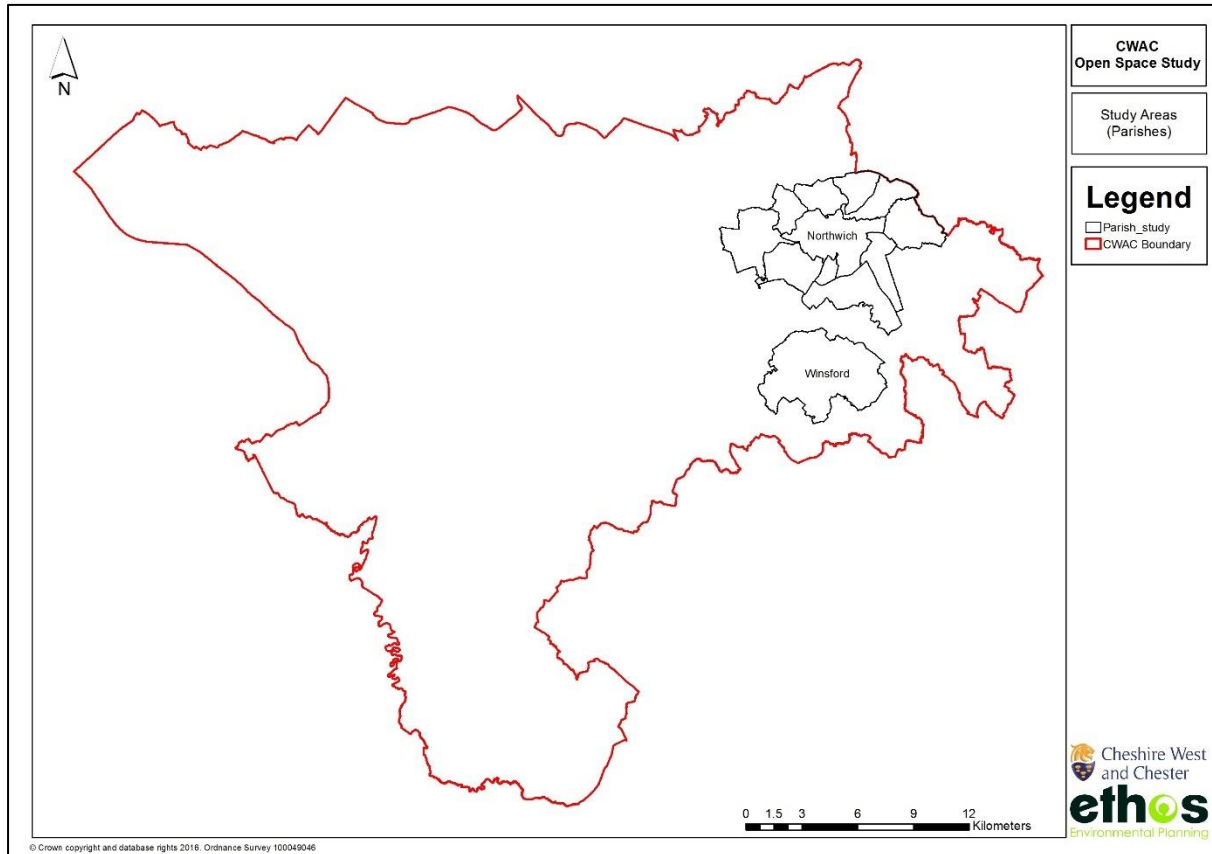 N
CWAC
Open Space Study
Study Areas
(Parishes)
Legend
Parish_study
CWAC Boundary
Northwich
Winsford
0 1.5 3 6 9 12
Kilometers
Cheshire West
and Chester
ethos
Environmental Planning
© Crown copyright and database rights 2016. Ordnance Survey 100049046